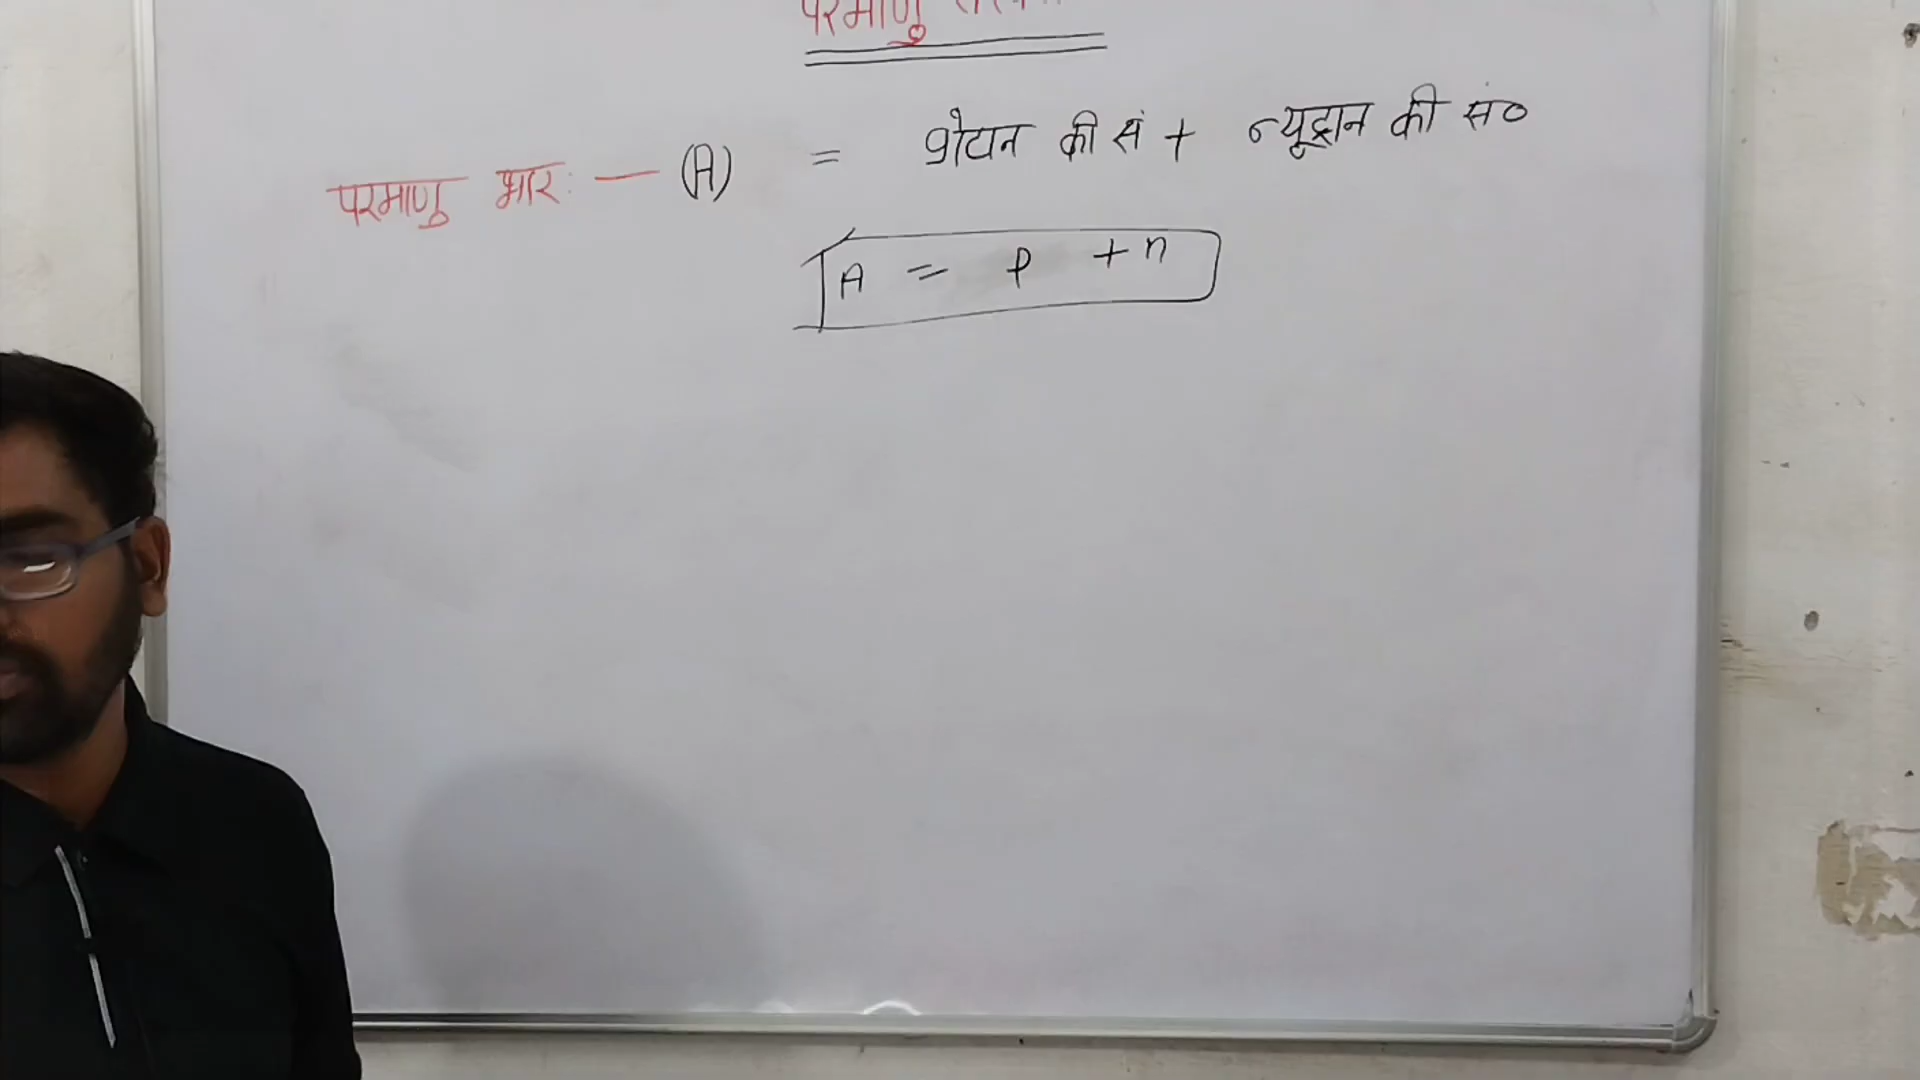 परमाणु
परमाणु भार: — (A) = प्रोटान की सं + न्यूट्रान की सं०
A = p + n